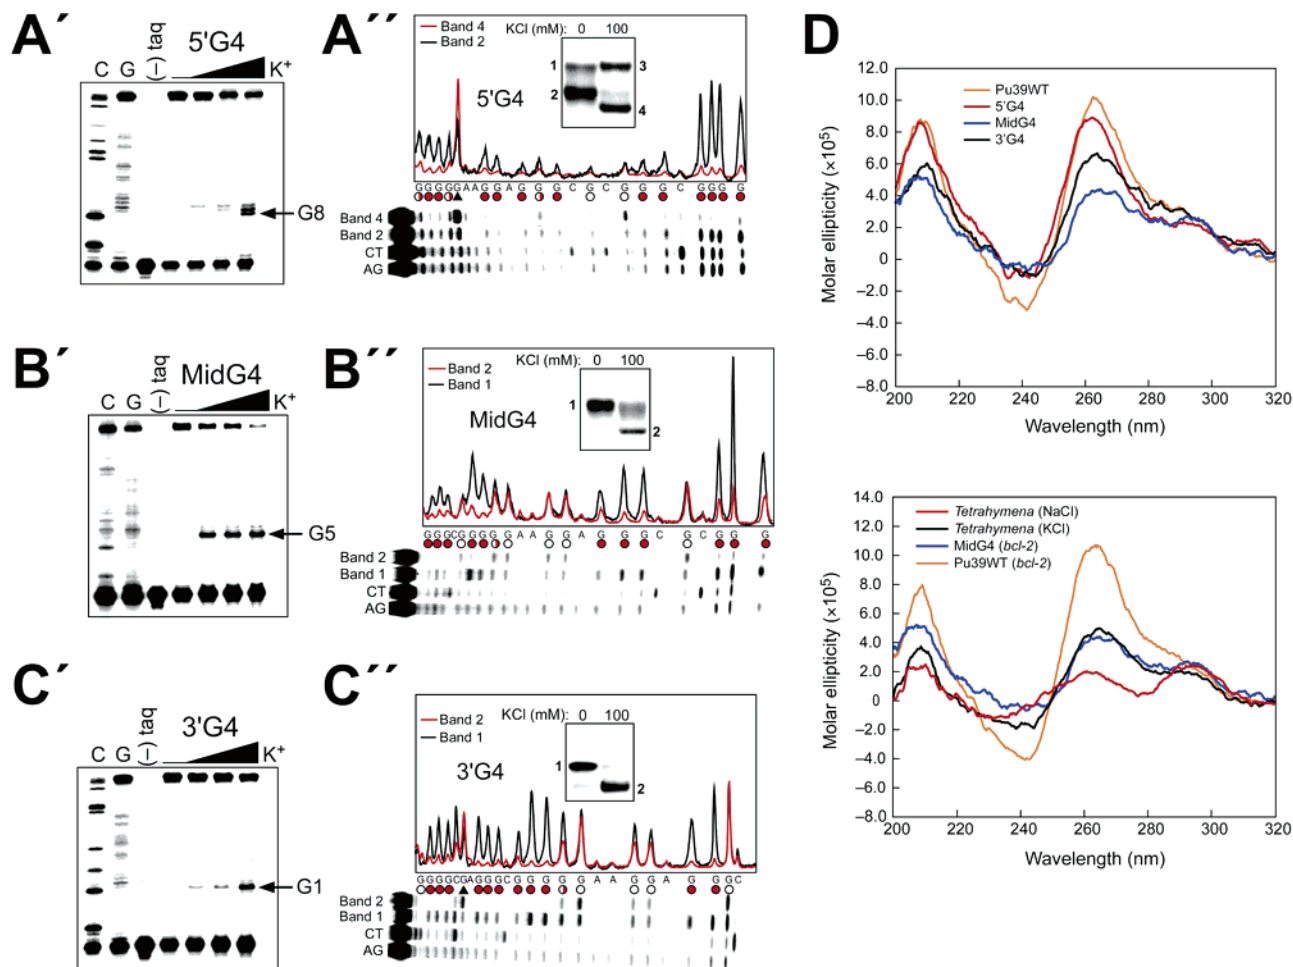 A´
5'G4
C G (−) taq K⁺
G8
A´´
Band 4
Band 2
KCl (mM): 0 100
1 3
2 4
5'G4
GGGGGAAGGAGGGCGCGGGCGGGG
Band 4
Band 2
CT
AG
B´
MidG4
C G (−) taq K⁺
G5
B´´
Band 2
Band 1
KCl (mM): 0 100
1
2
MidG4
GGGCGGGGGAAGGAGGGCGCGGG
Band 2
Band 1
CT
AG
C´
3'G4
C G (−) taq K⁺
G1
C´´
Band 2
Band 1
KCl (mM): 0 100
1
2
3'G4
GGGGCGAGGGCGGGGGAAGGAGGGC
Band 2
Band 1
CT
AG
D
Molar ellipticity (×10⁵)
12.0
10.0
8.0
6.0
4.0
2.0
0
−2.0
−4.0
−6.0
−8.0
Pu39WT
5'G4
MidG4
3'G4
200 220 240 260 280 300 320
Wavelength (nm)
Molar ellipticity (×10⁵)
14.0
12.0
10.0
8.0
6.0
4.0
2.0
0
−2.0
−4.0
−6.0
−8.0
Tetrahymena (NaCl)
Tetrahymena (KCl)
MidG4 (bcl-2)
Pu39WT (bcl-2)
200 220 240 260 280 300 320
Wavelength (nm)